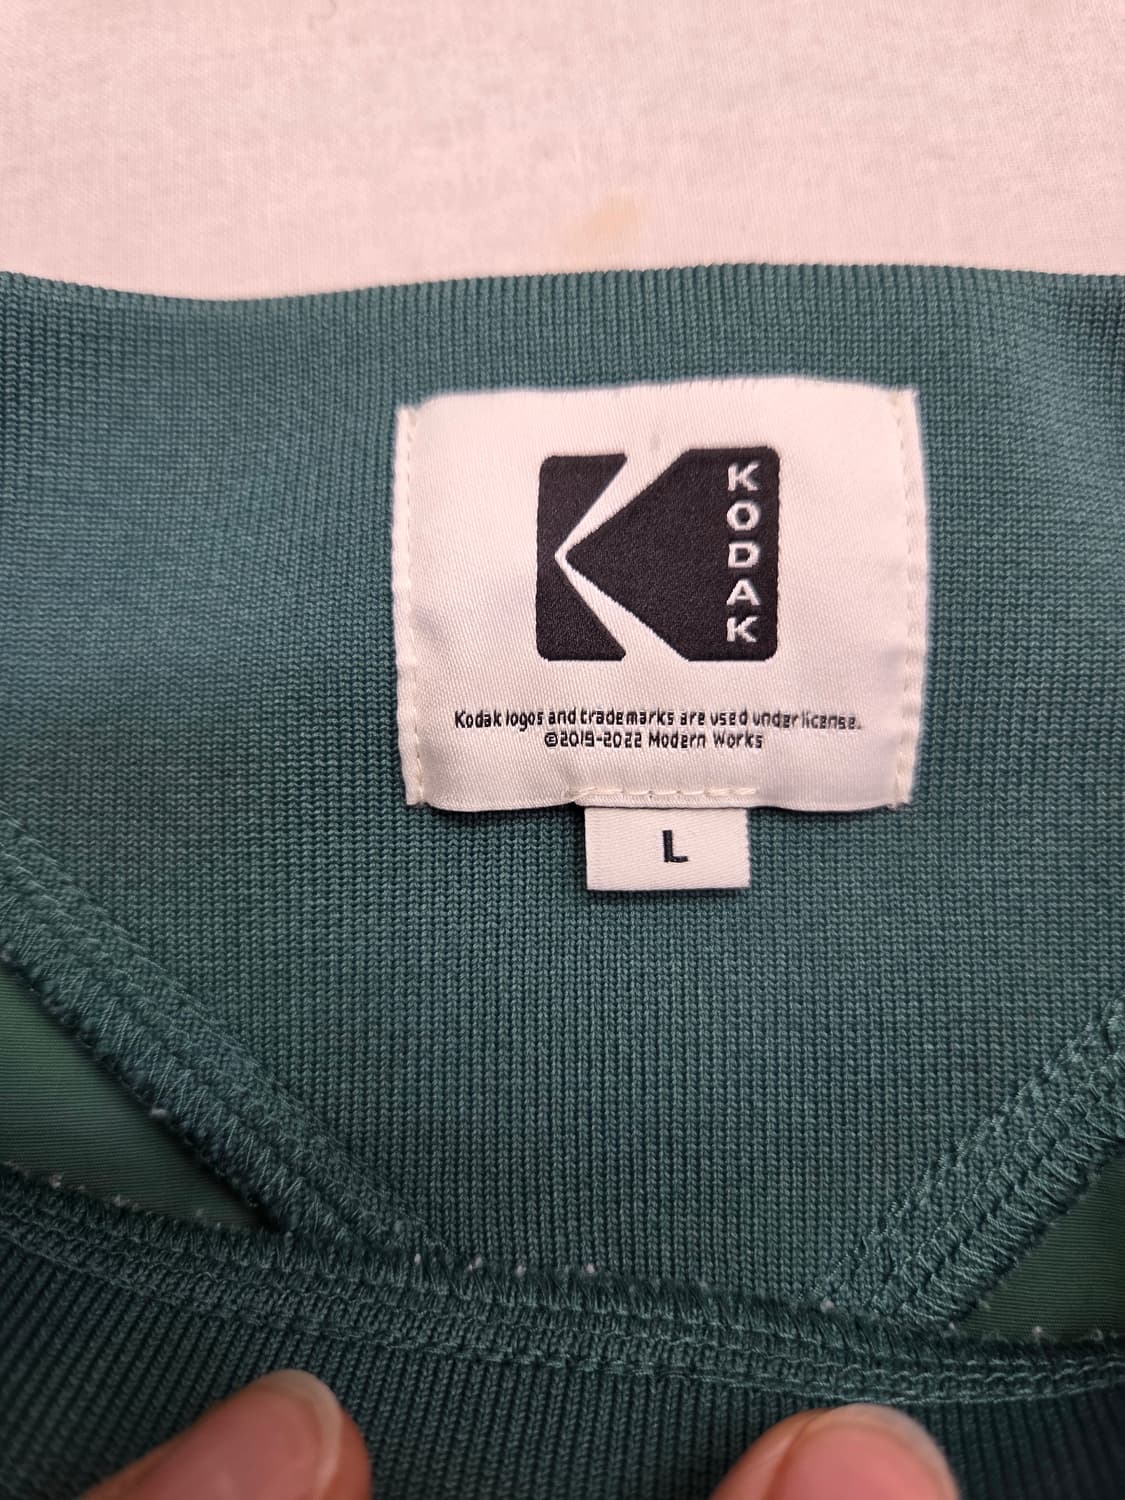 KODAK
Kodak logos and trademarks are used under license.
©2019-2022 Modern Works
L